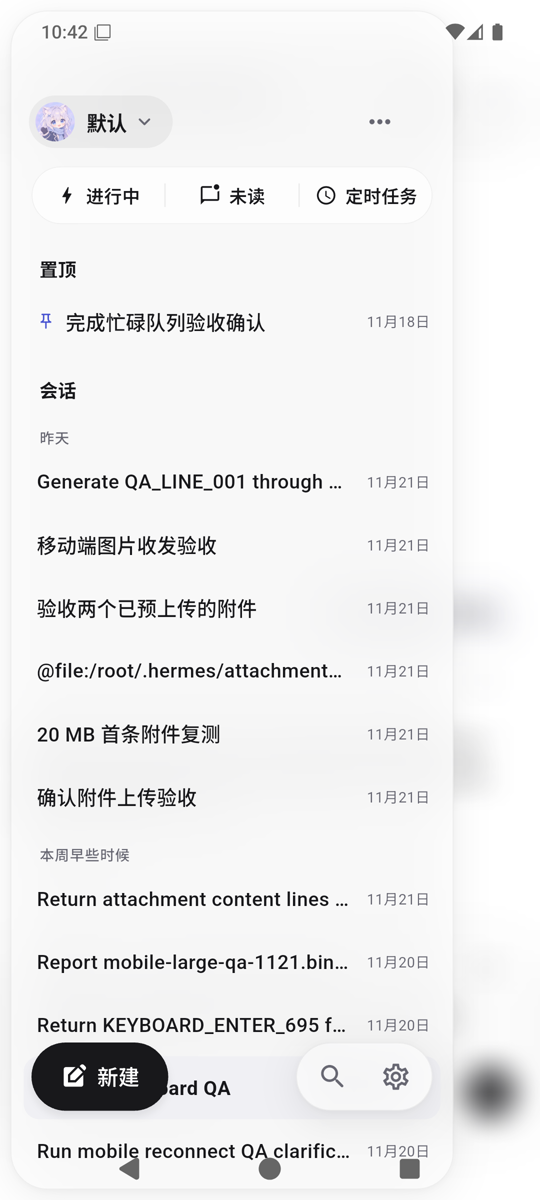 10:42
默认
进行中
未读
定时任务
置顶
完成忙碌队列验收确认 11月18日
会话
昨天
Generate QA_LINE_001 through ... 11月21日
移动端图片收发验收 11月21日
验收两个已预上传的附件 11月21日
@file:/root/.hermes/attachment... 11月21日
20 MB 首条附件复测 11月21日
确认附件上传验收 11月21日
本周早些时候
Return attachment content lines ... 11月21日
Report mobile-large-qa-1121.bin... 11月20日
Return KEYBOARD_ENTER_695 f... 11月20日
新建
QA
Run mobile reconnect QA clarific... 11月20日